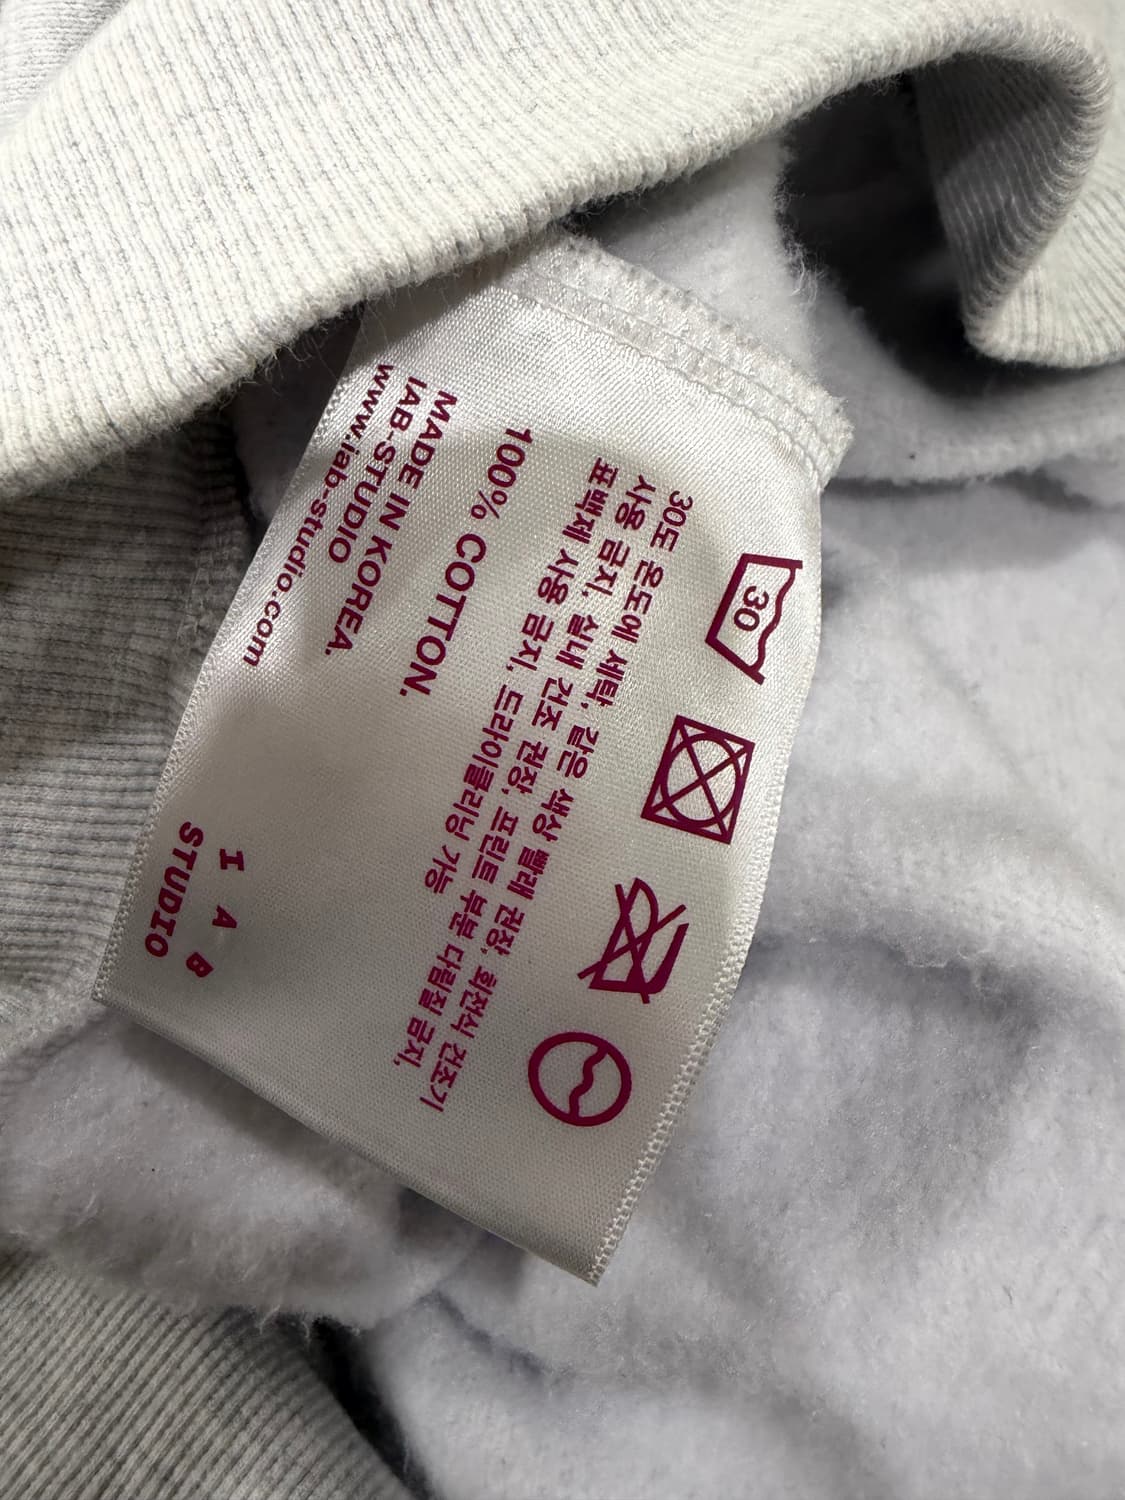 30
30도 온도에 세탁, 같은 색상 빨래 권장, 회전식 건조기
사용 금지, 실내 건조 권장, 프린트 부분 다림질 금지,
표백제 사용 금지, 드라이클리닝 가능
100% COTTON.
MADE IN KOREA.
IAB-STUDIO
www.iab-studio.com
I A B
STUDIO